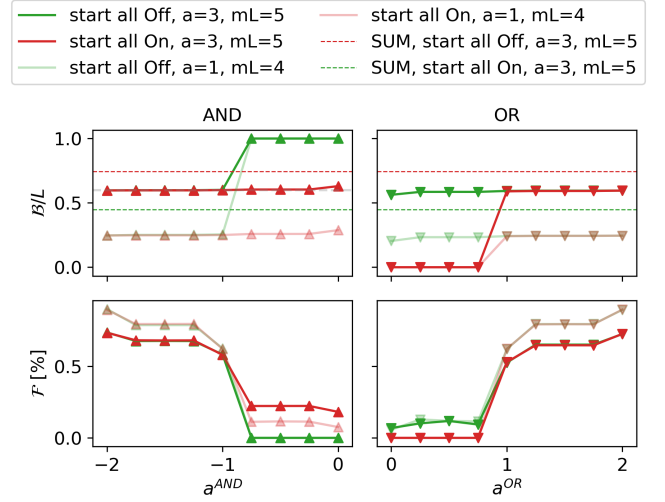 start all Off, a=3, mL=5
start all On, a=3, mL=5
start all Off, a=1, mL=4
start all On, a=1, mL=4
SUM, start all Off, a=3, mL=5
SUM, start all On, a=3, mL=5
AND
OR
1.0
0.5
0.0
ℬ/L
0.5
0.0
ℱ [%]
−2
−1
0
0
1
2
a^AND
a^OR